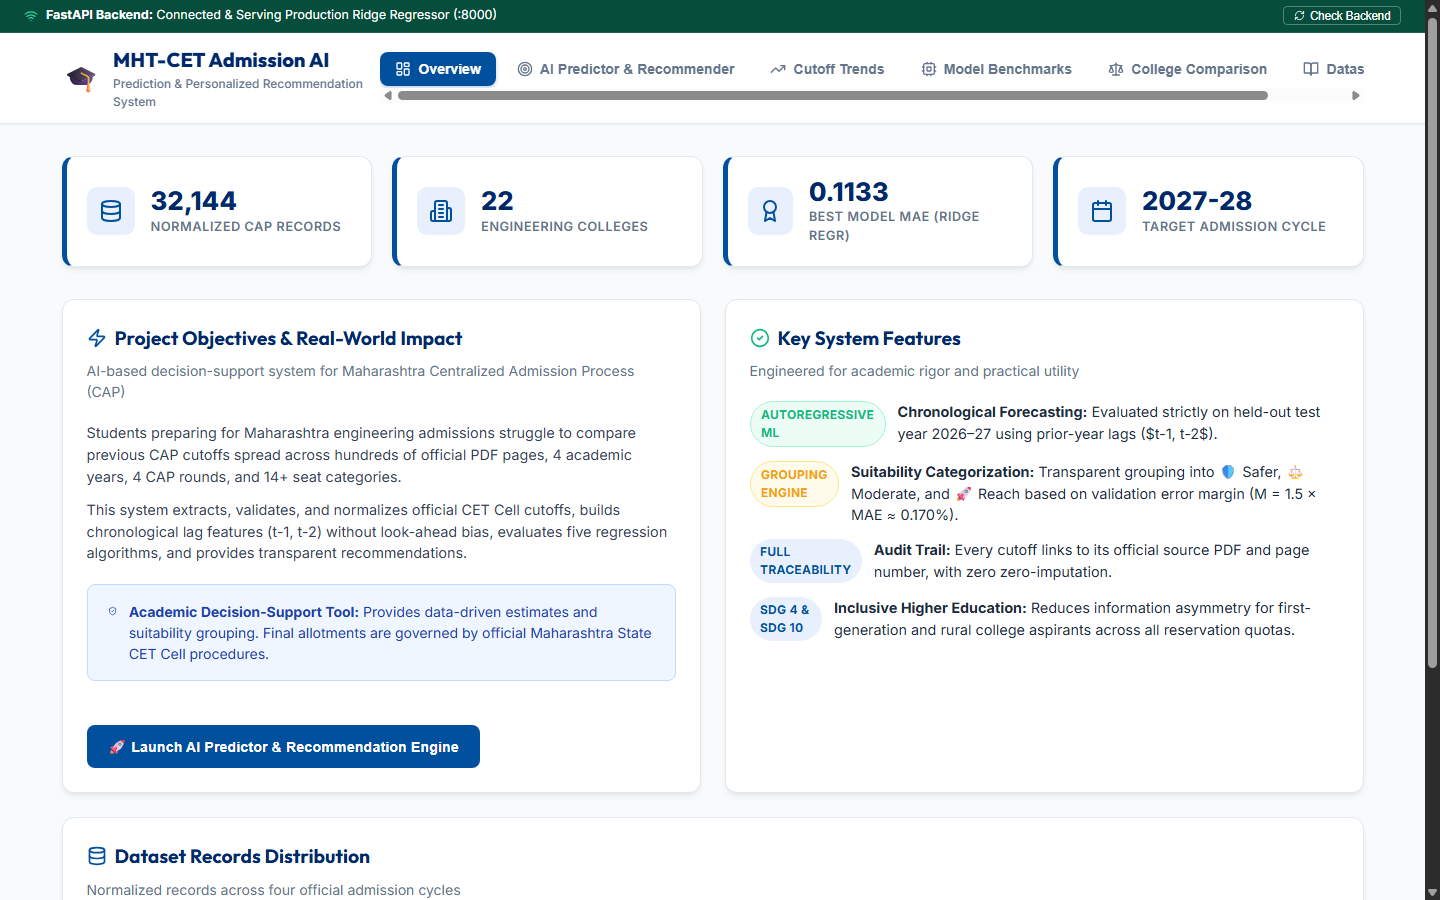 FastAPI Backend: Connected & Serving Production Ridge Regressor (:8000)
Check Backend
MHT-CET Admission AI
Prediction & Personalized Recommendation
System
Overview
AI Predictor & Recommender
Cutoff Trends
Model Benchmarks
College Comparison
Datas
32,144
NORMALIZED CAP RECORDS
22
ENGINEERING COLLEGES
0.1133
BEST MODEL MAE (RIDGE
REGR)
2027-28
TARGET ADMISSION CYCLE
Project Objectives & Real-World Impact
AI-based decision-support system for Maharashtra Centralized Admission Process
(CAP)
Students preparing for Maharashtra engineering admissions struggle to compare
previous CAP cutoffs spread across hundreds of official PDF pages, 4 academic
years, 4 CAP rounds, and 14+ seat categories.
This system extracts, validates, and normalizes official CET Cell cutoffs, builds
chronological lag features (t-1, t-2) without look-ahead bias, evaluates five regression
algorithms, and provides transparent recommendations.
Academic Decision-Support Tool: Provides data-driven estimates and
suitability grouping. Final allotments are governed by official Maharashtra State
CET Cell procedures.
🚀 Launch AI Predictor & Recommendation Engine
Key System Features
Engineered for academic rigor and practical utility
AUTOREGRESSIVE
ML
Chronological Forecasting: Evaluated strictly on held-out test
year 2026–27 using prior-year lags ($t-1, t-2$).
GROUPING
ENGINE
Suitability Categorization: Transparent grouping into 🛡️ Safer, ⚖️
Moderate, and 🚀 Reach based on validation error margin (M = 1.5 ×
MAE ≈ 0.170%).
FULL
TRACEABILITY
Audit Trail: Every cutoff links to its official source PDF and page
number, with zero zero-imputation.
SDG 4 &
SDG 10
Inclusive Higher Education: Reduces information asymmetry for first-
generation and rural college aspirants across all reservation quotas.
Dataset Records Distribution
Normalized records across four official admission cycles